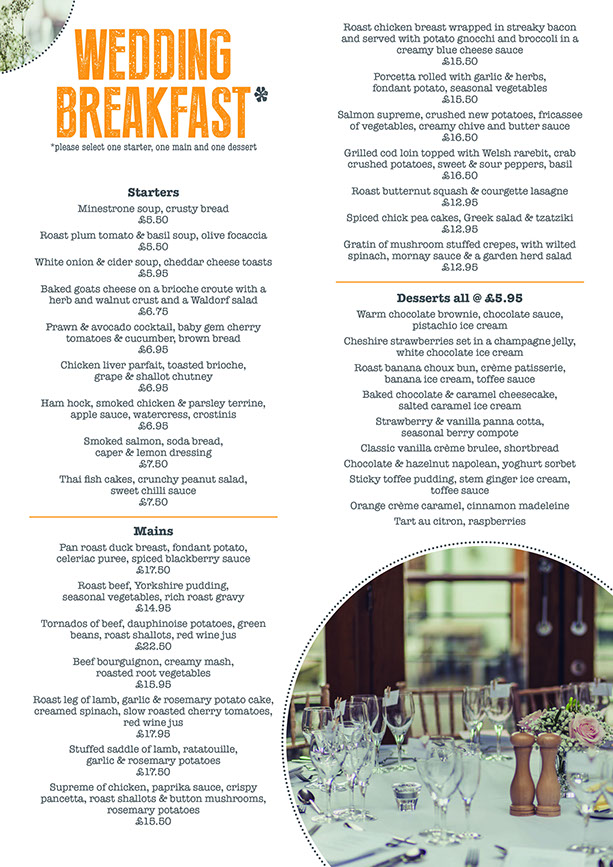 WEDDING
BREAKFAST*
*please select one starter, one main and one dessert
Starters
Minestrone soup, crusty bread
£5.50
Roast plum tomato & basil soup, olive focaccia
£5.50
White onion & cider soup, cheddar cheese toasts
£5.95
Baked goats cheese on a brioche croute with a
herb and walnut crust and a Waldorf salad
£6.75
Prawn & avocado cocktail, baby gem cherry
tomatoes & cucumber, brown bread
£6.95
Chicken liver parfait, toasted brioche,
grape & shallot chutney
£6.95
Ham hock, smoked chicken & parsley terrine,
apple sauce, watercress, crostinis
£6.95
Smoked salmon, soda bread,
caper & lemon dressing
£7.50
Thai fish cakes, crunchy peanut salad,
sweet chilli sauce
£7.50
Mains
Pan roast duck breast, fondant potato,
celeriac puree, spiced blackberry sauce
£17.50
Roast beef, Yorkshire pudding,
seasonal vegetables, rich roast gravy
£14.95
Tornados of beef, dauphinoise potatoes, green
beans, roast shallots, red wine jus
£22.50
Beef bourguignon, creamy mash,
roasted root vegetables
£15.95
Roast leg of lamb, garlic & rosemary potato cake,
creamed spinach, slow roasted cherry tomatoes,
red wine jus
£17.95
Stuffed saddle of lamb, ratatouille,
garlic & rosemary potatoes
£17.50
Supreme of chicken, paprika sauce, crispy
pancetta, roast shallots & button mushrooms,
rosemary potatoes
£15.50
Roast chicken breast wrapped in streaky bacon
and served with potato gnocchi and broccoli in a
creamy blue cheese sauce
£15.50
Porcetta rolled with garlic & herbs,
fondant potato, seasonal vegetables
£15.50
Salmon supreme, crushed new potatoes, fricassee
of vegetables, creamy chive and butter sauce
£16.50
Grilled cod loin topped with Welsh rarebit, crab
crushed potatoes, sweet & sour peppers, basil
£16.50
Roast butternut squash & courgette lasagne
£12.95
Spiced chick pea cakes, Greek salad & tzatziki
£12.95
Gratin of mushroom stuffed crepes, with wilted
spinach, mornay sauce & a garden herd salad
£12.95
Desserts all @ £5.95
Warm chocolate brownie, chocolate sauce,
pistachio ice cream
Cheshire strawberries set in a champagne jelly,
white chocolate ice cream
Roast banana choux bun, crème patisserie,
banana ice cream, toffee sauce
Baked chocolate & caramel cheesecake,
salted caramel ice cream
Strawberry & vanilla panna cotta,
seasonal berry compote
Classic vanilla crème brulee, shortbread
Chocolate & hazelnut napolean, yoghurt sorbet
Sticky toffee pudding, stem ginger ice cream,
toffee sauce
Orange crème caramel, cinnamon madeleine
Tart au citron, raspberries